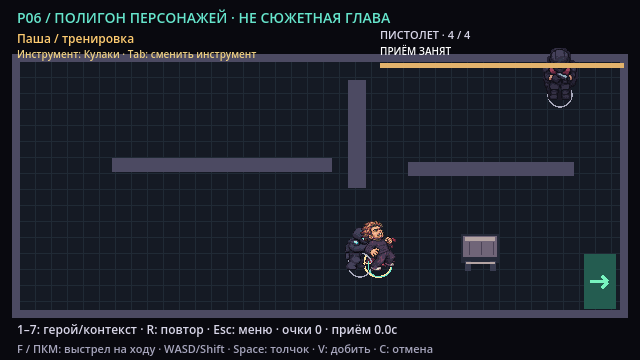 P06 / ПОЛИГОН ПЕРСОНАЖЕЙ · НЕ СЮЖЕТНАЯ ГЛАВА
Паша / тренировка
Инструмент: Кулаки · Tab: сменить инструмент
ПИСТОЛЕТ · 4 / 4
ПРИЁМ ЗАНЯТ
1–7: герой/контекст · R: повтор · Esc: меню · очки 0 · приём 0.0с
F / ПКМ: выстрел на ходу · WASD/Shift · Space: толчок · V: добить · C: отмена